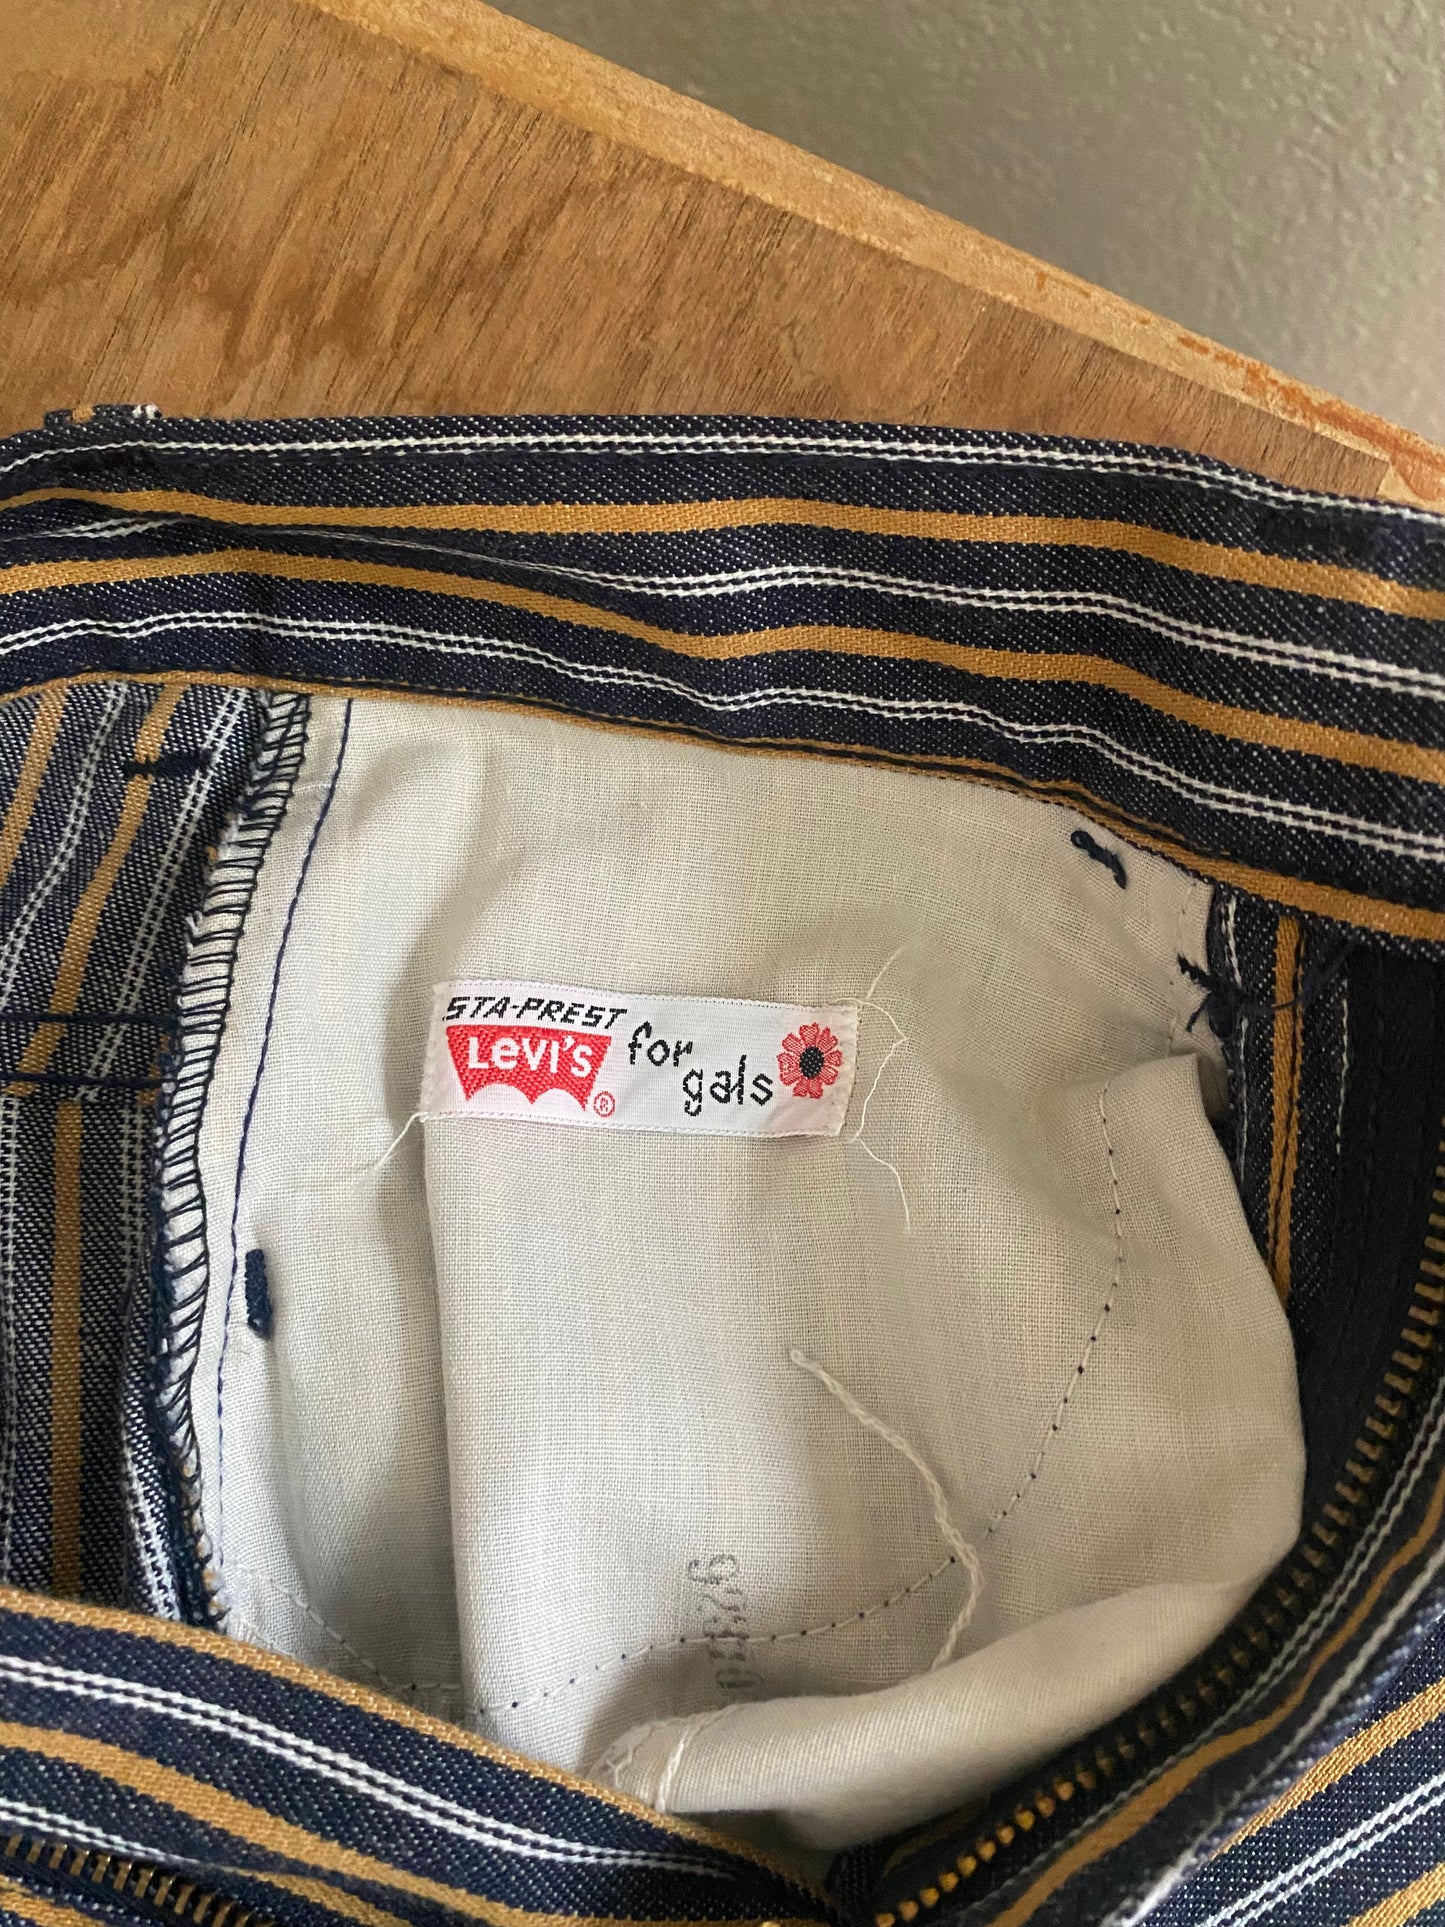 STA-PREST
LEVI'S
®
for
gals